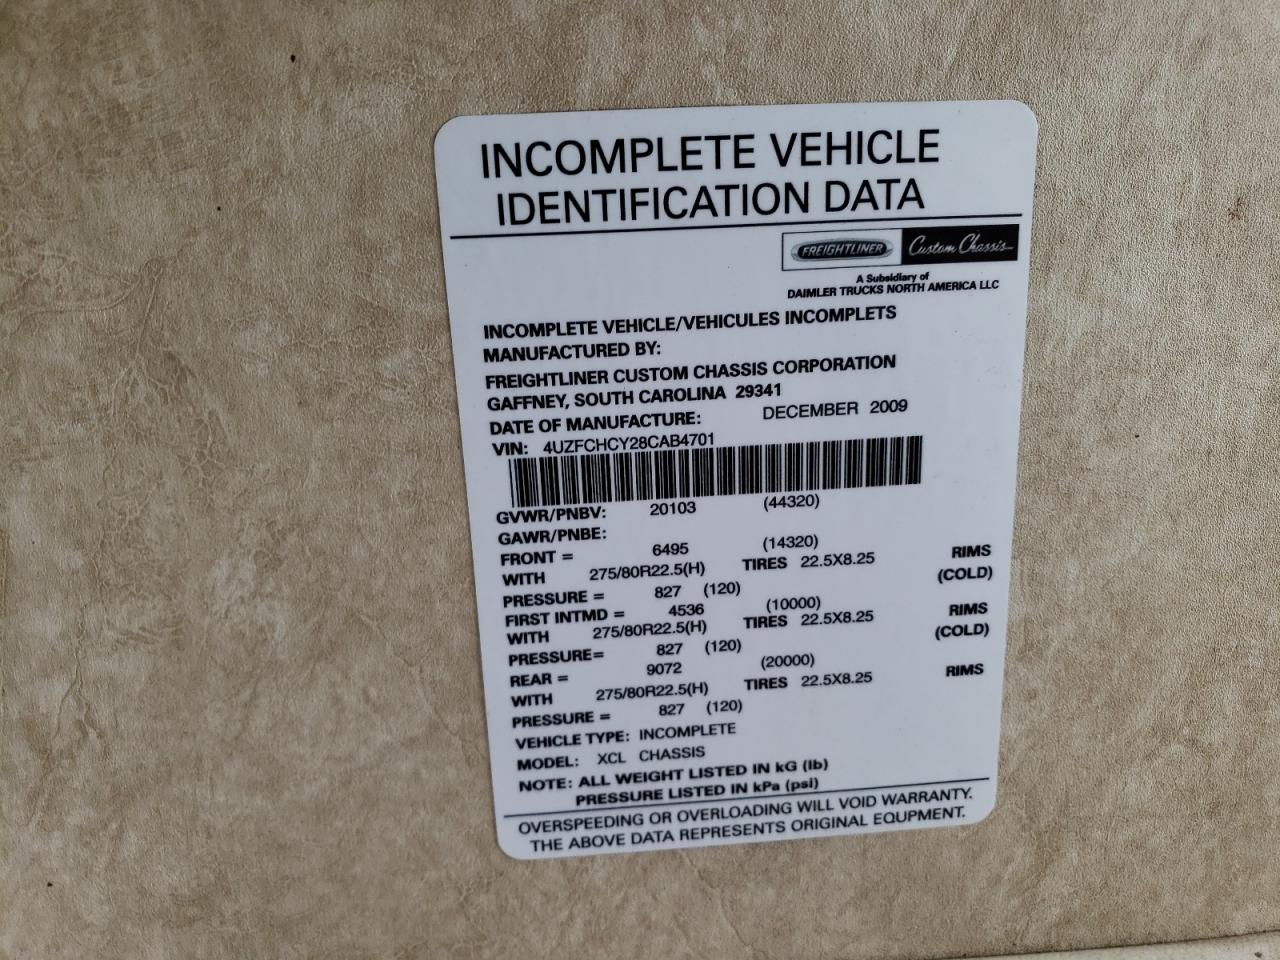 INCOMPLETE VEHICLE
IDENTIFICATION DATA
FREIGHTLINER Custom Chassis
A Subsidiary of
DAIMLER TRUCKS NORTH AMERICA LLC
INCOMPLETE VEHICLE/VEHICULES INCOMPLETS
MANUFACTURED BY:
FREIGHTLINER CUSTOM CHASSIS CORPORATION
GAFFNEY, SOUTH CAROLINA 29341
DATE OF MANUFACTURE: DECEMBER 2009
VIN: 4UZFCHCY28CAB4701
GVWR/PNBV: 20103 (44320)
GAWR/PNBE:
FRONT = 6495 (14320)
WITH 275/80R22.5(H) TIRES 22.5X8.25 RIMS
PRESSURE = 827 (120) (COLD)
FIRST INTMD = 4536 (10000)
WITH 275/80R22.5(H) TIRES 22.5X8.25 RIMS
PRESSURE= 827 (120) (COLD)
REAR = 9072 (20000)
WITH 275/80R22.5(H) TIRES 22.5X8.25 RIMS
PRESSURE = 827 (120)
VEHICLE TYPE: INCOMPLETE
MODEL: XCL CHASSIS
NOTE: ALL WEIGHT LISTED IN kG (lb)
PRESSURE LISTED IN kPa (psi)
OVERSPEEDING OR OVERLOADING WILL VOID WARRANTY.
THE ABOVE DATA REPRESENTS ORIGINAL EQUPMENT.